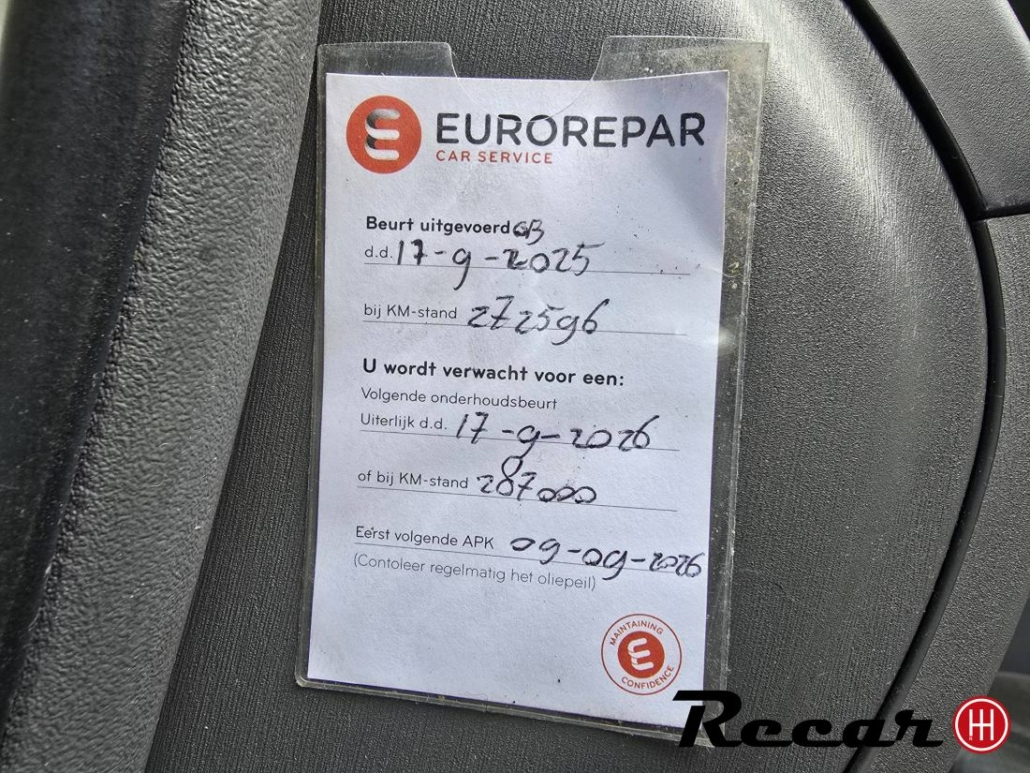 EUROREPAR
CAR SERVICE
Beurt uitgevoerd GB
d.d. 17-9-2025
bij KM-stand 272596
U wordt verwacht voor een:
Volgende onderhoudsbeurt
Uiterlijk d.d. 17-9-2026
of bij KM-stand 287000
Eerst volgende APK 09-09-2026
(Contoleer regelmatig het oliepeil)
MAINTAINING
CONFIDENCE
Recar